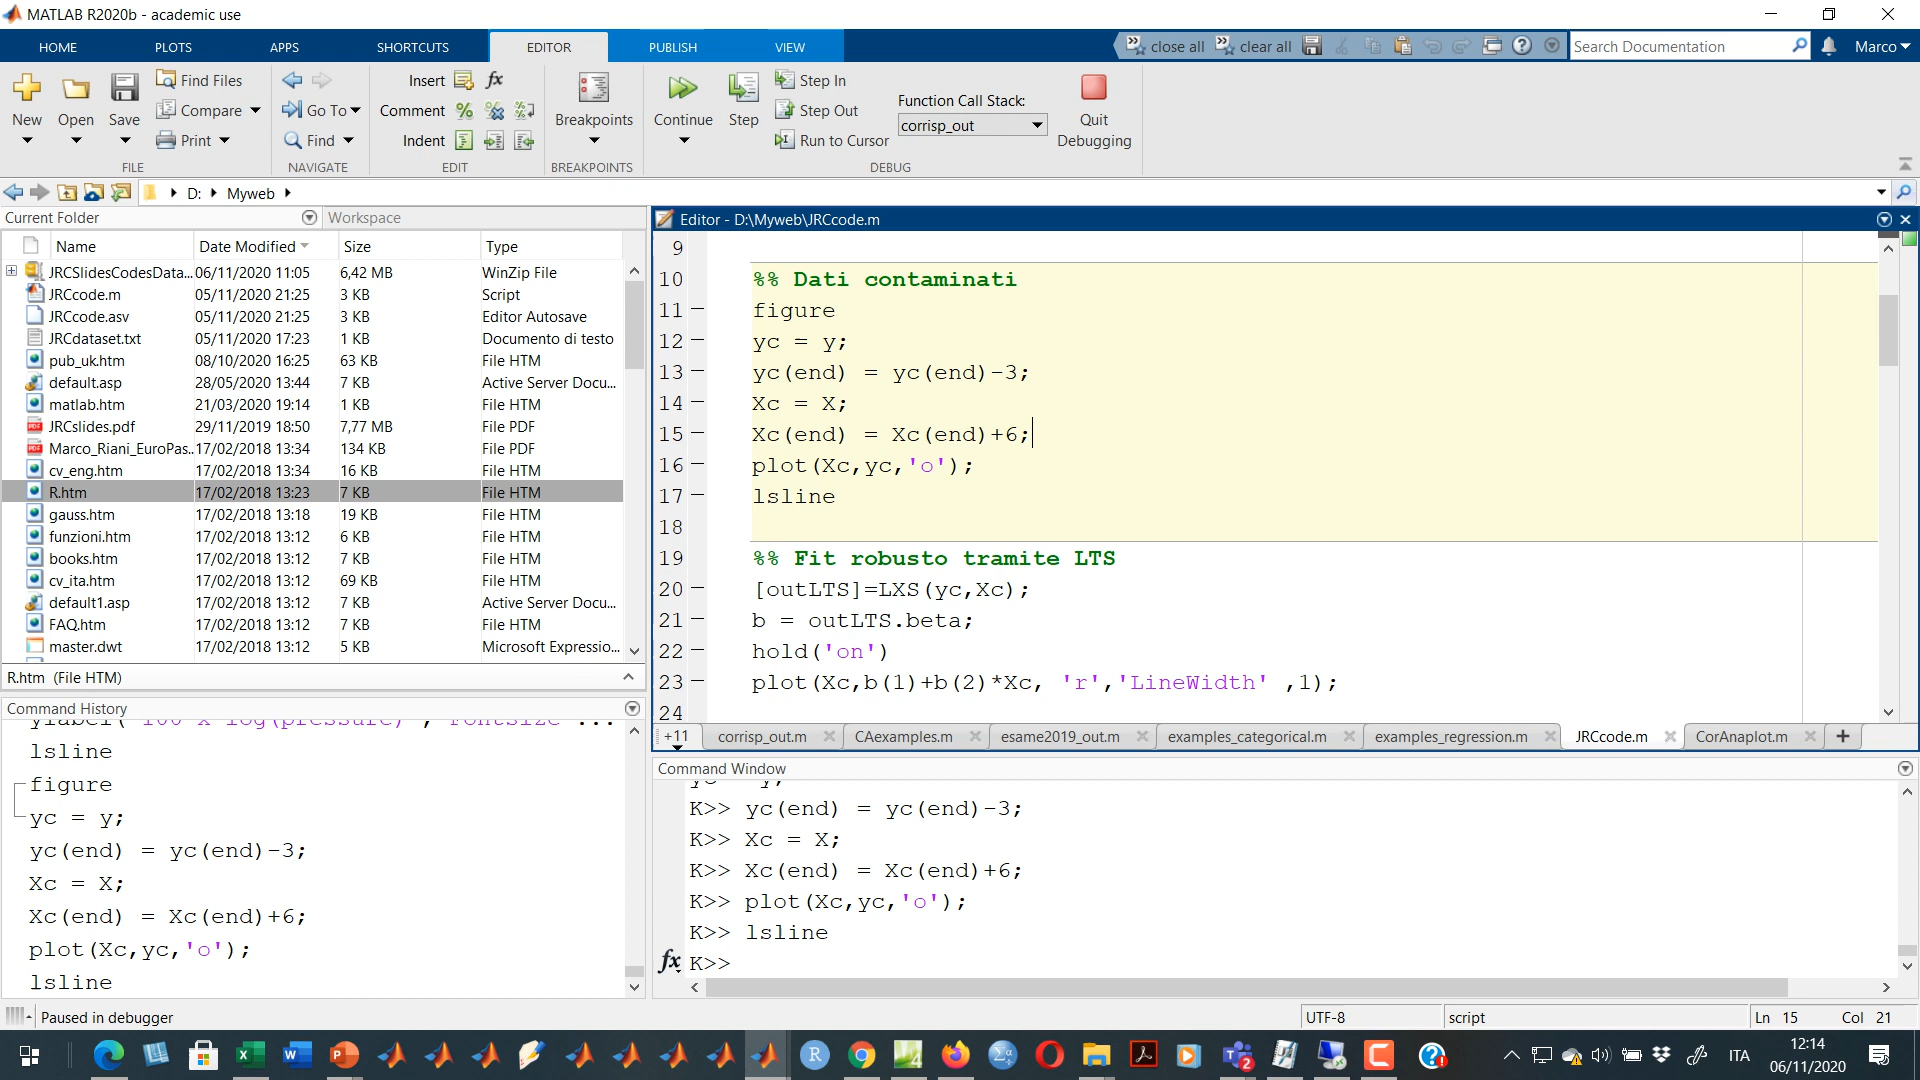 MATLAB R2020b - academic use
HOME PLOTS APPS SHORTCUTS EDITOR PUBLISH VIEW close all clear all Search Documentation Marco
New Open Save Find Files Compare Print
Go To Find
Insert Comment Indent
Breakpoints
Continue Step Step In Step Out Run to Cursor
Function Call Stack:
corrisp_out
Quit Debugging
FILE NAVIGATE EDIT BREAKPOINTS DEBUG
D: Myweb
Current Folder Workspace
Name Date Modified Size Type
JRCSlidesCodesData... 06/11/2020 11:05 6,42 MB WinZip File
JRCcode.m 05/11/2020 21:25 3 KB Script
JRCcode.asv 05/11/2020 21:25 3 KB Editor Autosave
JRCdataset.txt 05/11/2020 17:23 1 KB Documento di testo
pub_uk.htm 08/10/2020 16:25 63 KB File HTM
default.asp 28/05/2020 13:44 7 KB Active Server Docu...
matlab.htm 21/03/2020 19:14 1 KB File HTM
JRCslides.pdf 29/11/2019 18:50 7,77 MB File PDF
Marco_Riani_EuroPas... 17/02/2018 13:34 134 KB File PDF
cv_eng.htm 17/02/2018 13:34 16 KB File HTM
R.htm 17/02/2018 13:23 7 KB File HTM
gauss.htm 17/02/2018 13:18 19 KB File HTM
funzioni.htm 17/02/2018 13:12 6 KB File HTM
books.htm 17/02/2018 13:12 7 KB File HTM
cv_ita.htm 17/02/2018 13:12 69 KB File HTM
default1.asp 17/02/2018 13:12 7 KB Active Server Docu...
FAQ.htm 17/02/2018 13:12 7 KB File HTM
master.dwt 17/02/2018 13:12 5 KB Microsoft Expressio...
R.htm (File HTM)
Command History
ylabel('100 x log(pressure)', 'FontSize'...
lsline
figure
yc = y;
yc(end) = yc(end)-3;
Xc = X;
Xc(end) = Xc(end)+6;
plot(Xc,yc,'o');
lsline
Editor - D:\Myweb\JRCcode.m
9
10 %% Dati contaminati
11 – figure
12 – yc = y;
13 – yc(end) = yc(end)-3;
14 – Xc = X;
15 – Xc(end) = Xc(end)+6;
16 – plot(Xc,yc,'o');
17 – lsline
18
19 %% Fit robusto tramite LTS
20 – [outLTS]=LXS(yc,Xc);
21 – b = outLTS.beta;
22 – hold('on')
23 – plot(Xc,b(1)+b(2)*Xc, 'r','LineWidth' ,1);
24
+11 corrisp_out.m CAexamples.m esame2019_out.m examples_categorical.m examples_regression.m JRCcode.m CorAnaplot.m +
Command Window
yc = y;
K>> yc(end) = yc(end)-3;
K>> Xc = X;
K>> Xc(end) = Xc(end)+6;
K>> plot(Xc,yc,'o');
K>> lsline
fx K>>
Paused in debugger UTF-8 script Ln 15 Col 21
ITA 12:14
06/11/2020